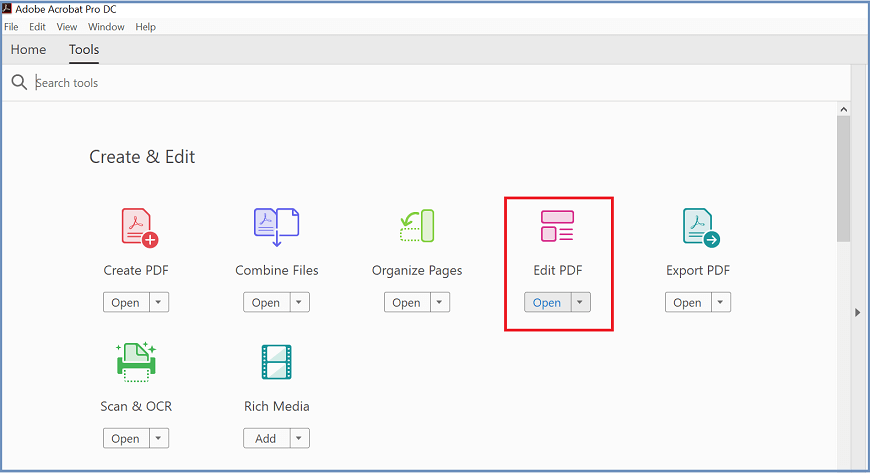 Adobe Acrobat Pro DC
File Edit View Window Help
Home Tools
Search tools
Create & Edit
Create PDF Combine Files Organize Pages Edit PDF Export PDF
Open Open Open Open Open
Scan & OCR Rich Media
Open Add